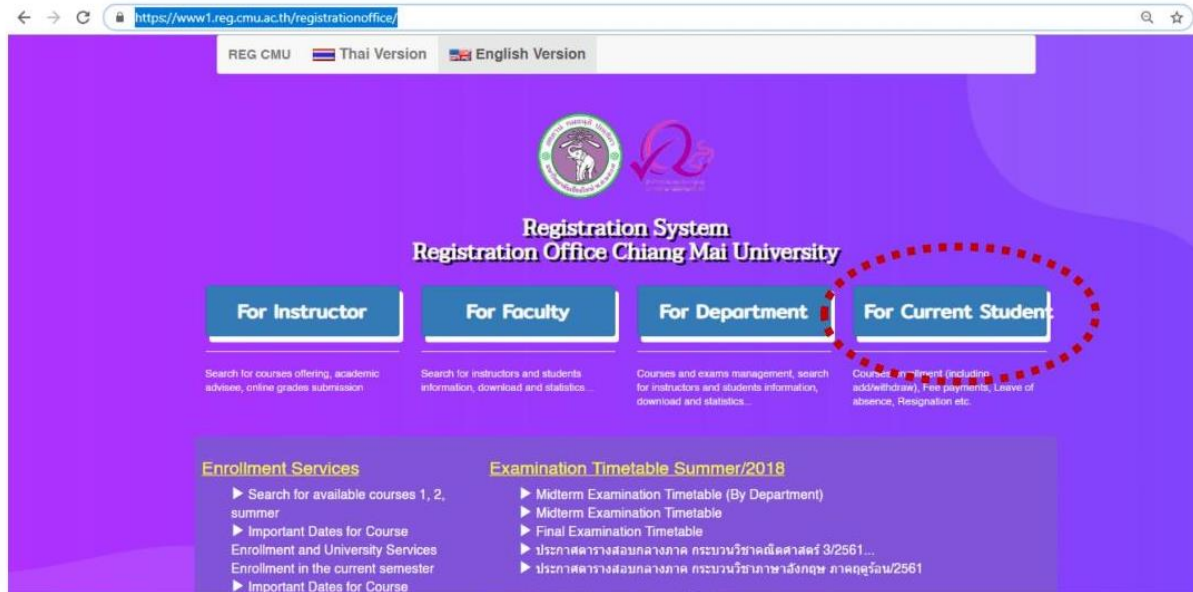 https://www1.reg.cmu.ac.th/registrationoffice/
REG CMU Thai Version English Version
Registration System
Registration Office Chiang Mai University
For Instructor
For Faculty
For Department
For Current Student
Search for courses offering, academic
advisee, online grades submission
Search for instructors and students
information, download and statistics...
Courses and exams management, search
for instructors and students information,
download and statistics...
Courses enrollment (including
add/withdraw), Fee payments, Leave of
absence, Resignation etc.
Enrollment Services
▶ Search for available courses 1, 2,
summer
▶ Important Dates for Course
Enrollment and University Services
Enrollment in the current semester
▶ Important Dates for Course
Examination Timetable Summer/2018
▶ Midterm Examination Timetable (By Department)
▶ Midterm Examination Timetable
▶ Final Examination Timetable
▶ ประกาศตารางสอบกลางภาค กระบวนวิชาคณิตศาสตร์ 3/2561...
▶ ประกาศตารางสอบกลางภาค กระบวนวิชาภาษาอังกฤษ ภาคฤดูร้อน/2561